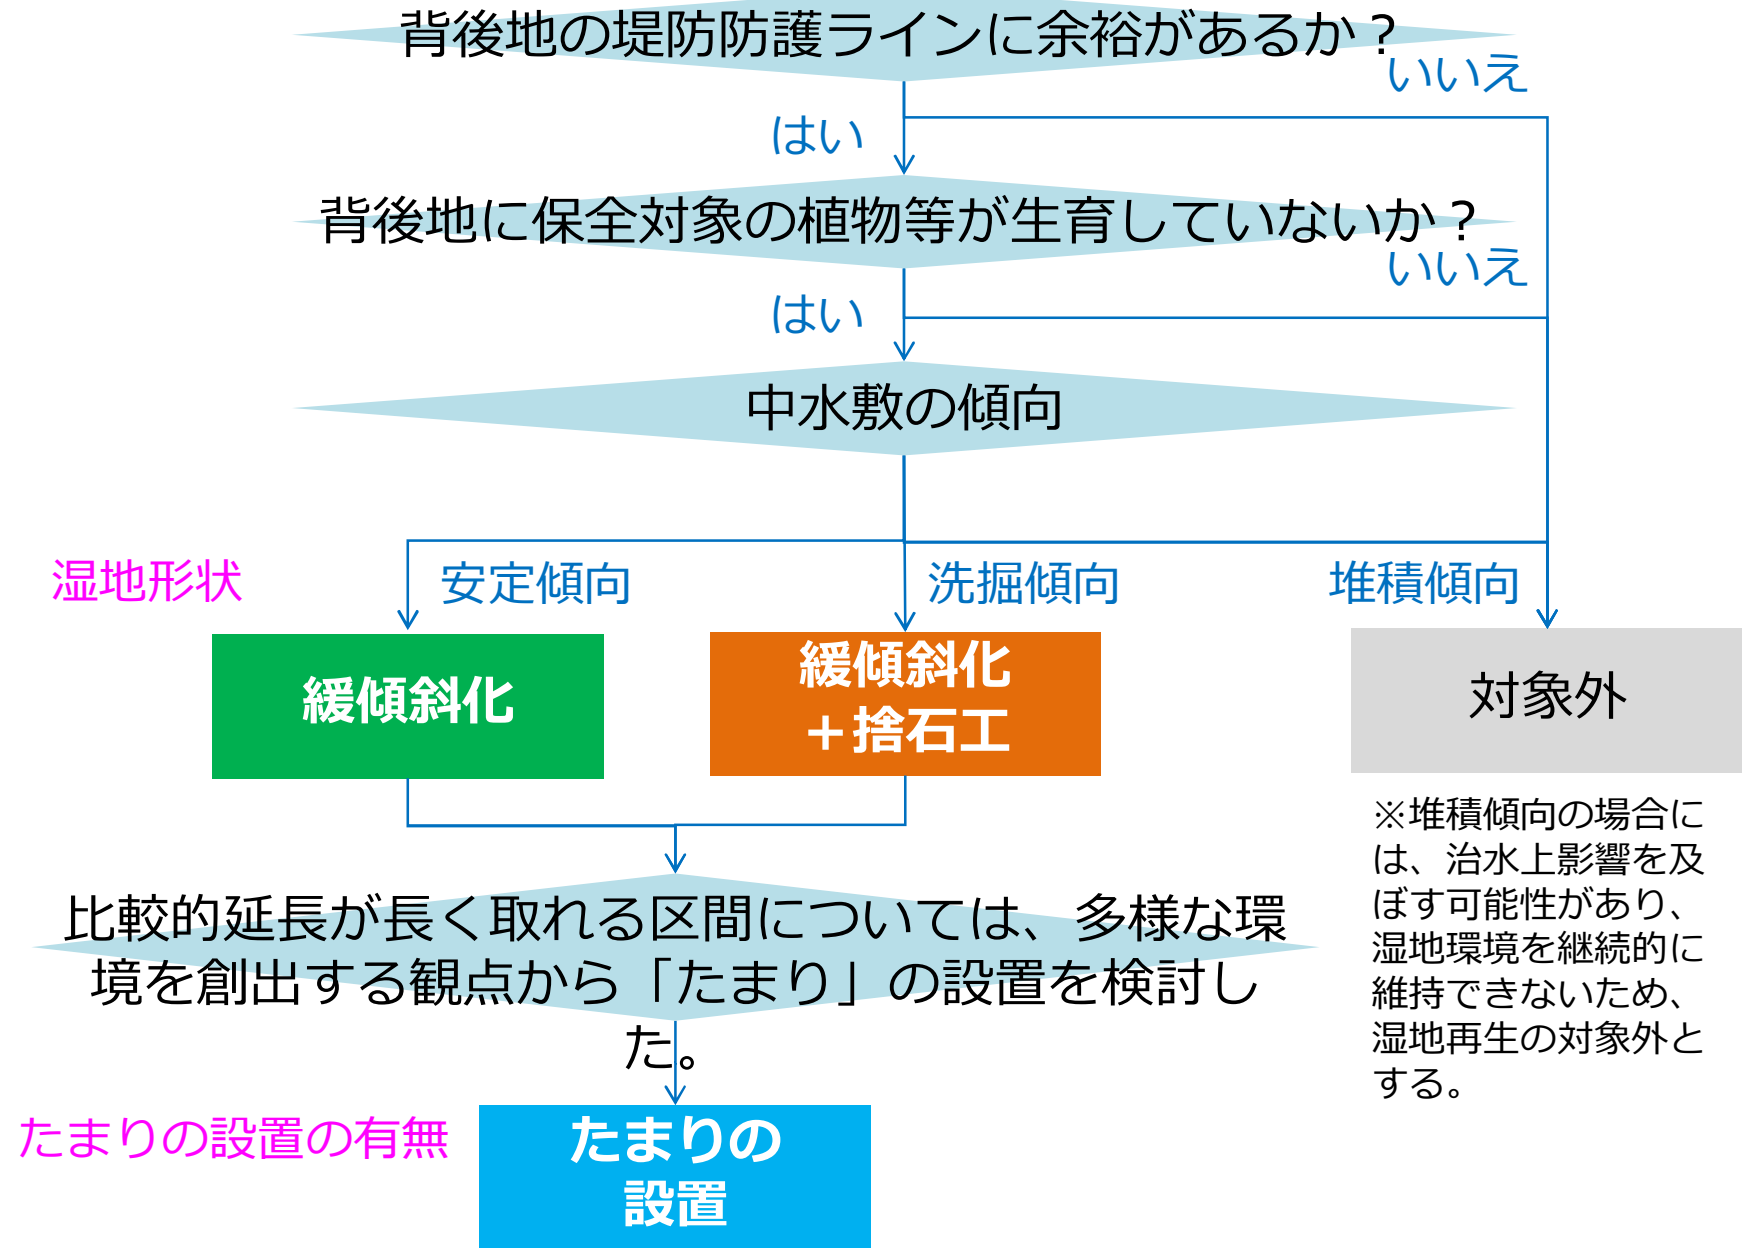 背後地の堤防防護ラインに余裕があるか？
いいえ
はい
背後地に保全対象の植物等が生育していないか？
いいえ
はい
中水敷の傾向
湿地形状
安定傾向
洗掘傾向
堆積傾向
緩傾斜化
緩傾斜化
＋捨石工
対象外
※堆積傾向の場合に
は、治水上影響を及
ぼす可能性があり、
湿地環境を継続的に
維持できないため、
湿地再生の対象外と
する。
比較的延長が長く取れる区間については、多様な環
境を創出する観点から「たまり」の設置を検討し
た。
たまりの設置の有無
たまりの
設置